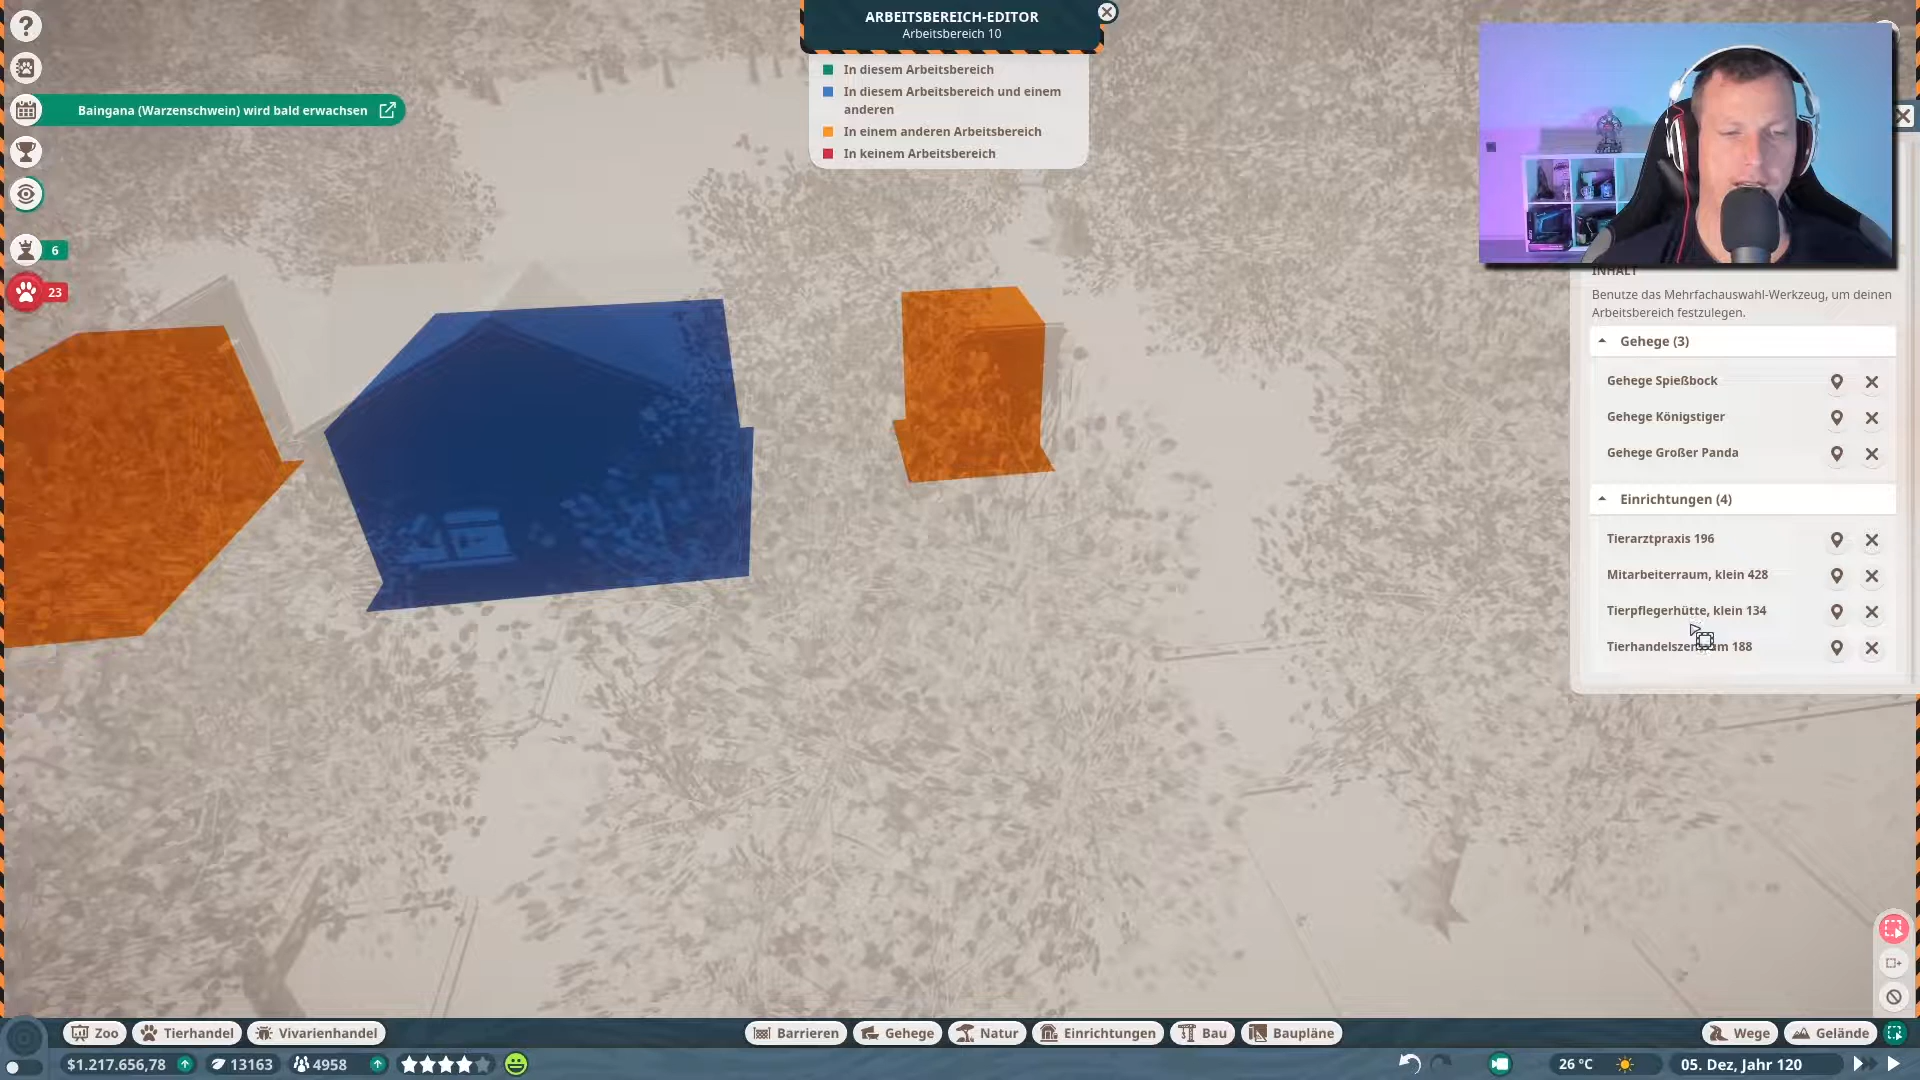 ARBEITSBEREICH-EDITOR
Arbeitsbereich 10
In diesem Arbeitsbereich
In diesem Arbeitsbereich und einem
anderen
In einem anderen Arbeitsbereich
In keinem Arbeitsbereich
Baingana (Warzenschwein) wird bald erwachsen
6
23
INHALT
Benutze das Mehrfachauswahl-Werkzeug, um deinen
Arbeitsbereich festzulegen.
Gehege (3)
Gehege Spießbock
Gehege Königstiger
Gehege Großer Panda
Einrichtungen (4)
Tierarztpraxis 196
Mitarbeiterraum, klein 428
Tierpflegerhütte, klein 134
Tierhandelszentrum 188
Zoo
Tierhandel
Vivarienhandel
Barrieren
Gehege
Natur
Einrichtungen
Bau
Baupläne
Wege
Gelände
$1.217.656,78
13163
4958
26 °C
05. Dez, Jahr 120